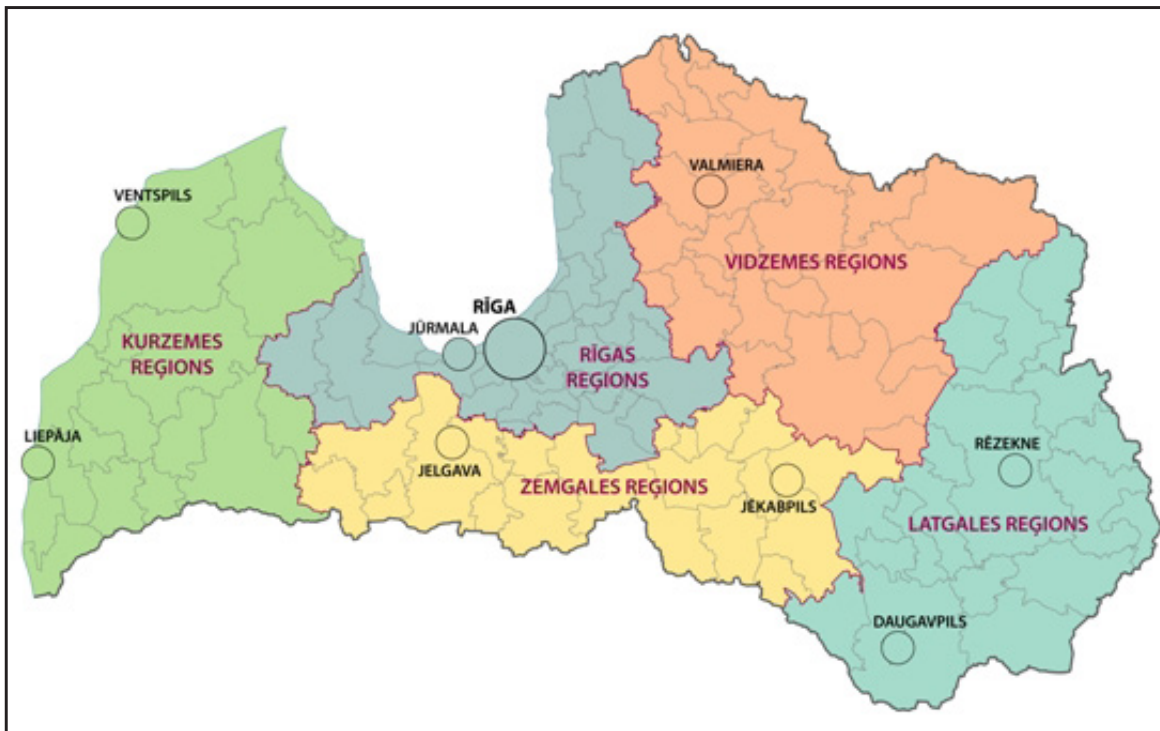 VALMIERA
VENTSPILS
VIDZEMES REĢIONS
RĪGA
JŪRMALA
KURZEMES
REĢIONS
RĪGAS
REĢIONS
LIEPĀJA
RĒZEKNE
JELGAVA
ZEMGALES REĢIONS
JĒKABPILS
LATGALES REĢIONS
DAUGAVPILS